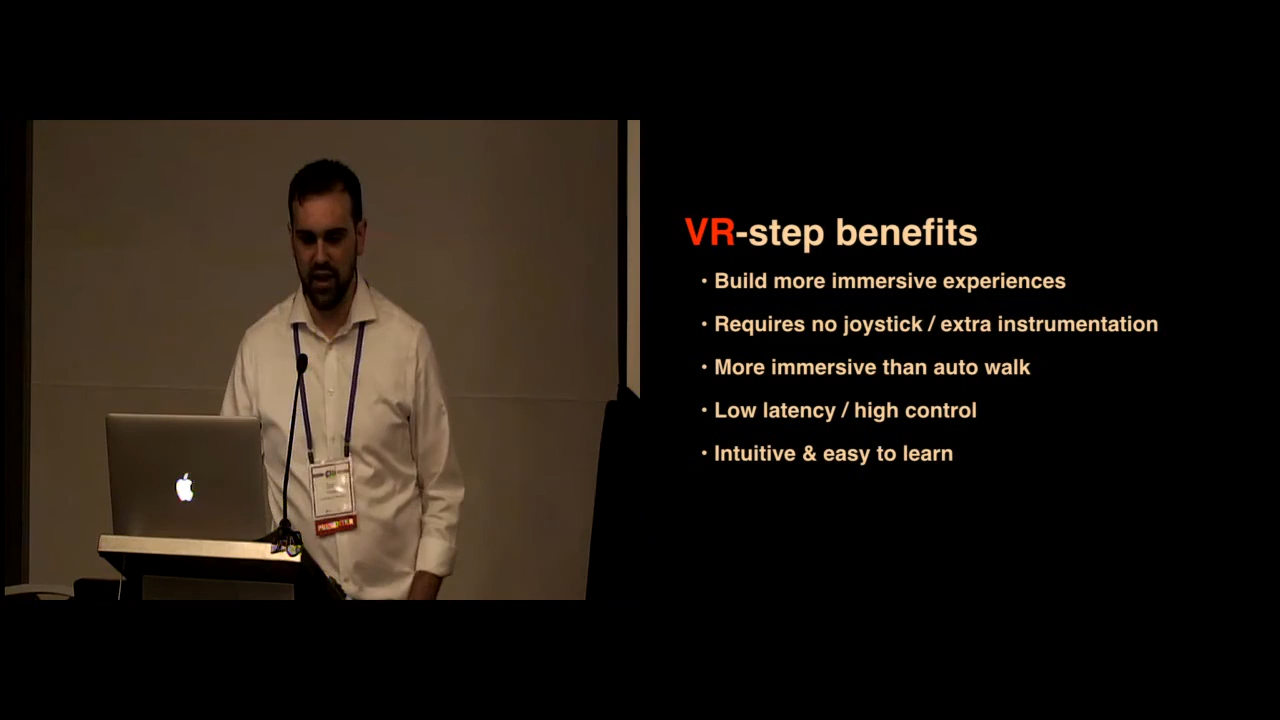 VR-step benefits
• Build more immersive experiences
• Requires no joystick / extra instrumentation
• More immersive than auto walk
• Low latency / high control
• Intuitive & easy to learn
PRESENTER